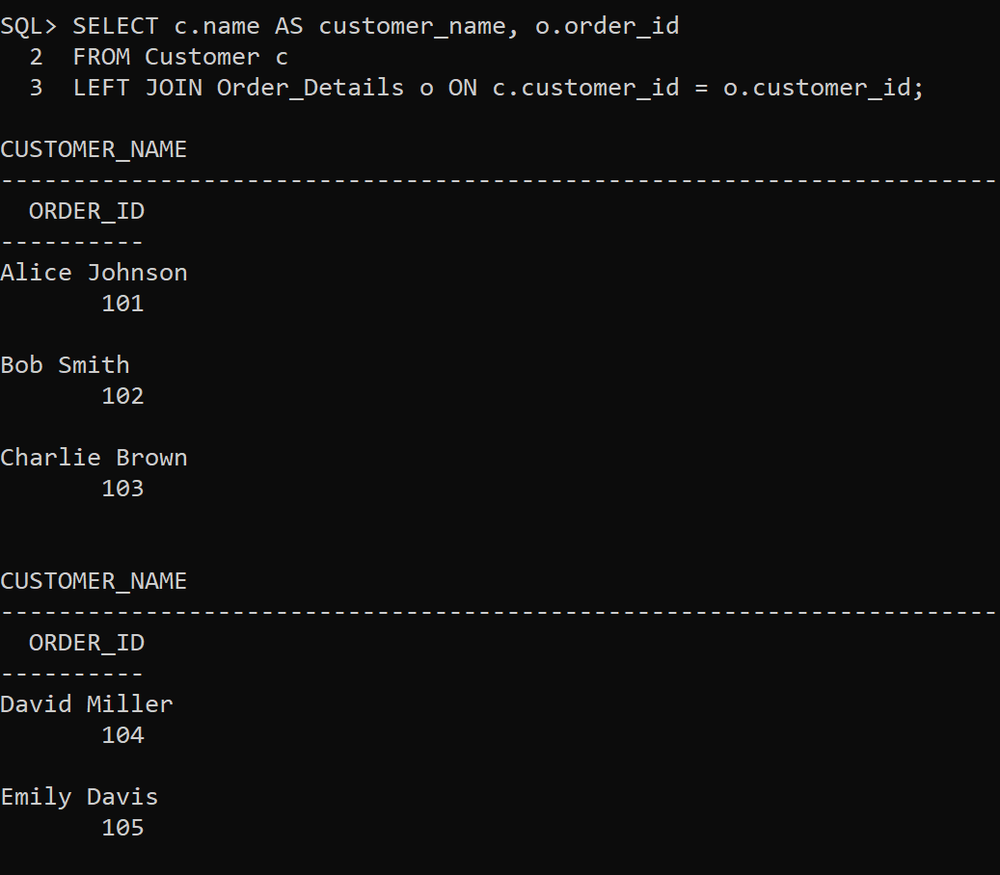 SQL> SELECT c.name AS customer_name, o.order_id
  2  FROM Customer c
  3  LEFT JOIN Order_Details o ON c.customer_id = o.customer_id;

CUSTOMER_NAME
---------------------------------------------------------------------
  ORDER_ID
----------
Alice Johnson
       101

Bob Smith
       102

Charlie Brown
       103


CUSTOMER_NAME
---------------------------------------------------------------------
  ORDER_ID
----------
David Miller
       104

Emily Davis
       105